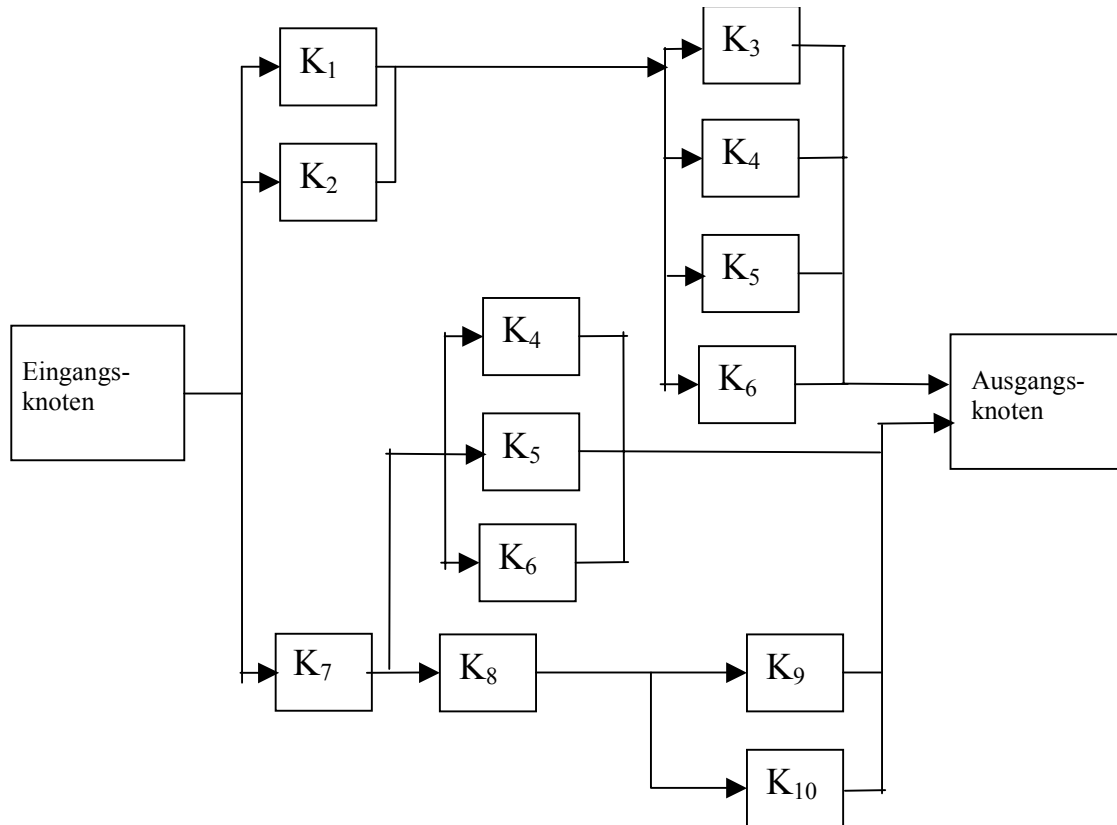 K₁
K₃
K₂
K₄
K₅
K₄
Eingangs-
knoten
K₆
Ausgangs-
knoten
K₅
K₆
K₇
K₈
K₉
K₁₀